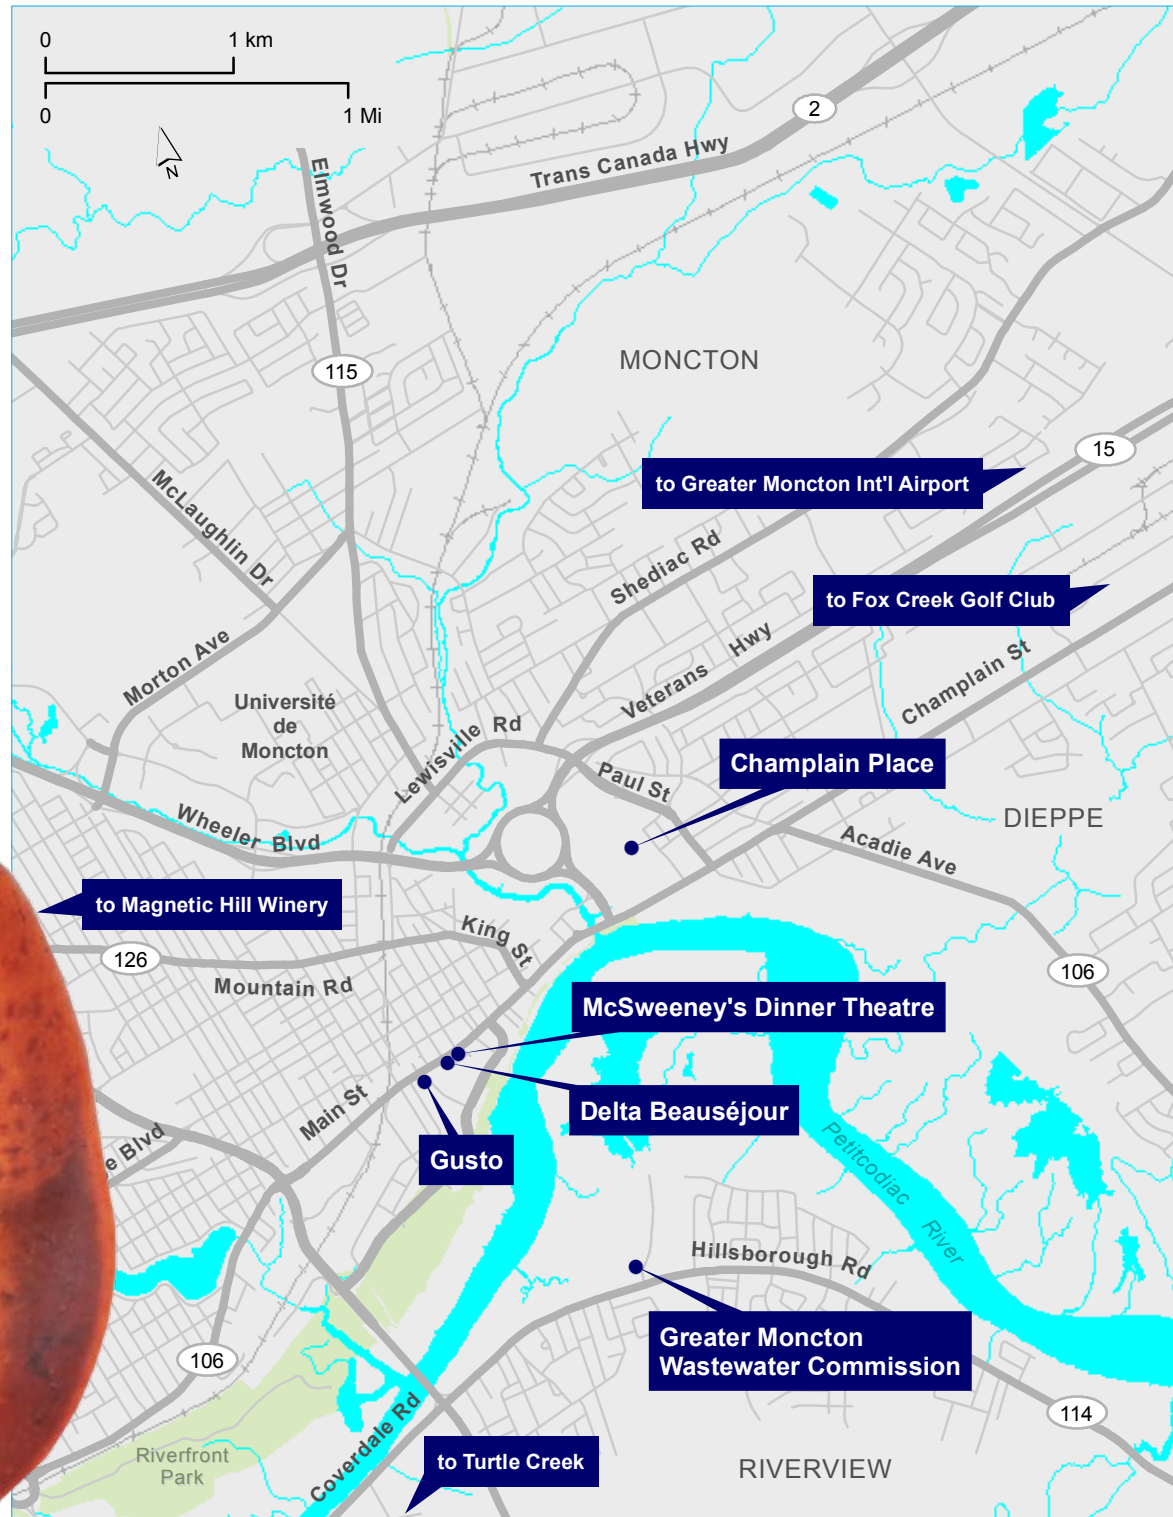 0 1 km
0 1 Mi
N
2
Trans Canada Hwy
Elmwood Dr
115
MONCTON
15
to Greater Moncton Int'l Airport
McLaughlin Dr
Shediac Rd
to Fox Creek Golf Club
Morton Ave
Veterans Hwy
Champlain St
Université
de
Moncton
Lewisville Rd
Champlain Place
Paul St
DIEPPE
Wheeler Blvd
Acadie Ave
to Magnetic Hill Winery
King St
126
106
Mountain Rd
McSweeney's Dinner Theatre
Main St
Delta Beauséjour
Gusto
e Blvd
Petitcodiac River
Hillsborough Rd
Greater Moncton
Wastewater Commission
106
114
Coverdale Rd
Riverfront
Park
to Turtle Creek
RIVERVIEW